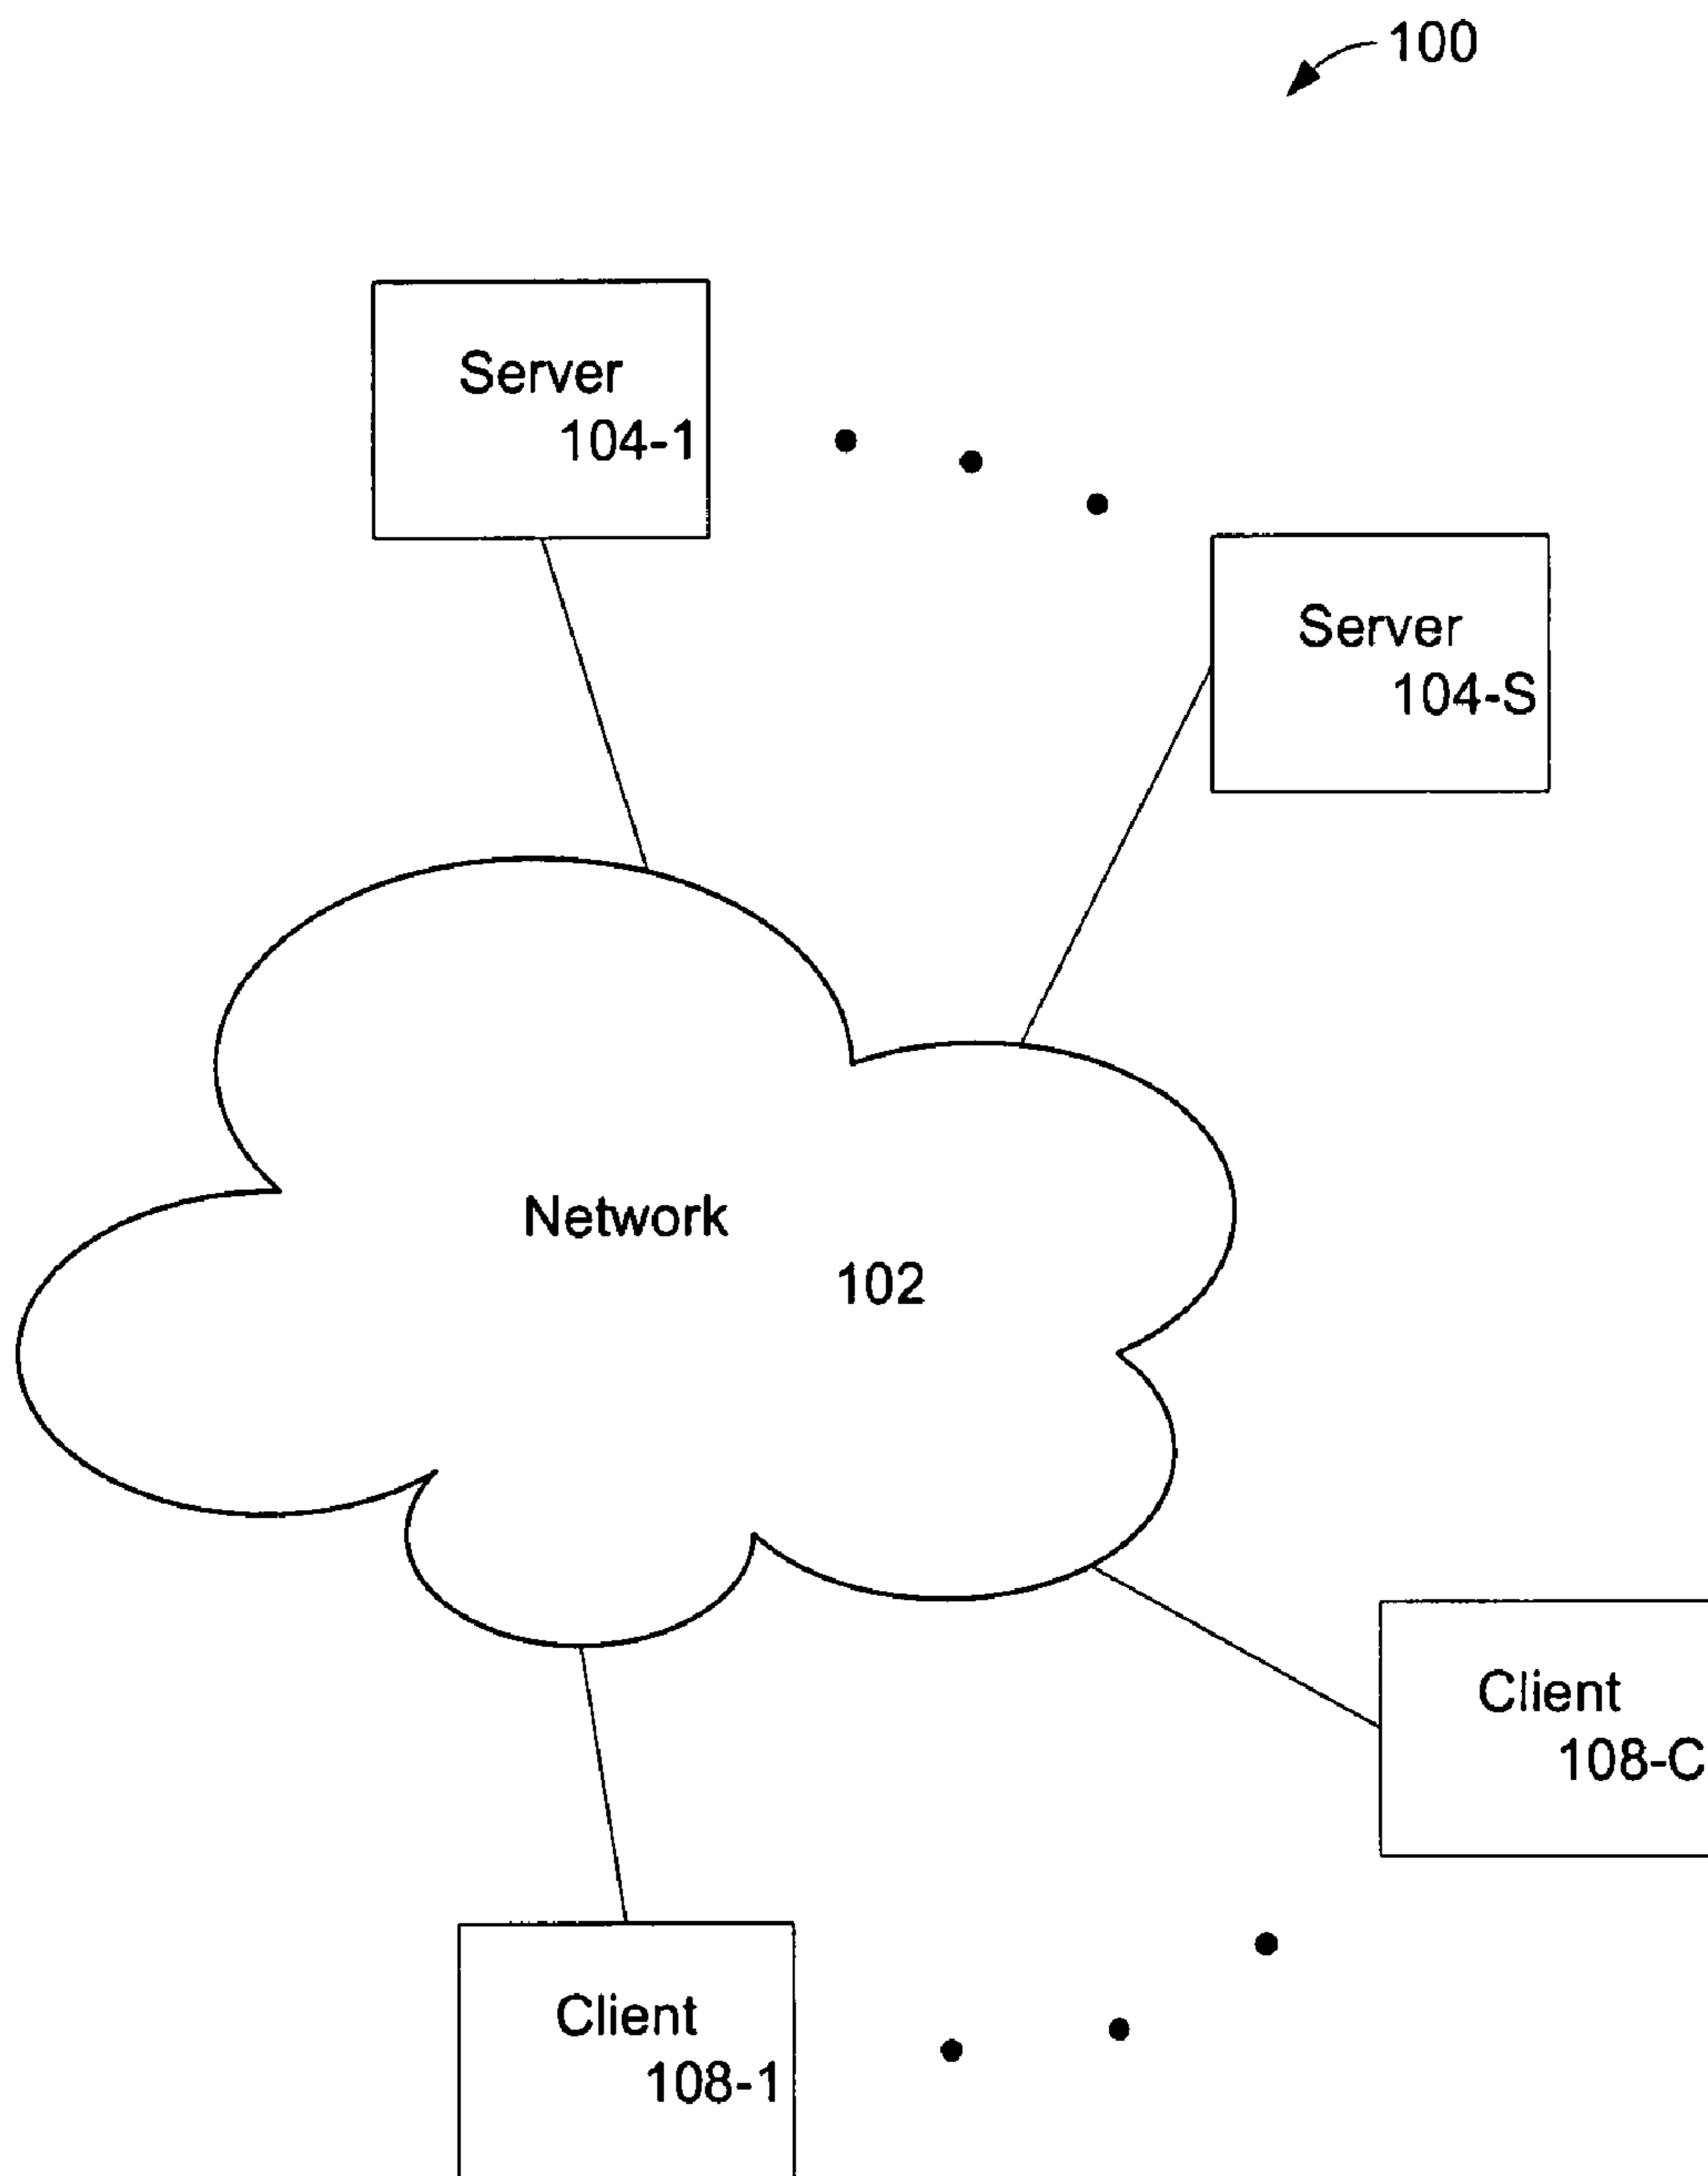 100
Server
104-1
Server
104-S
Network
102
Client
108-C
Client
108-1